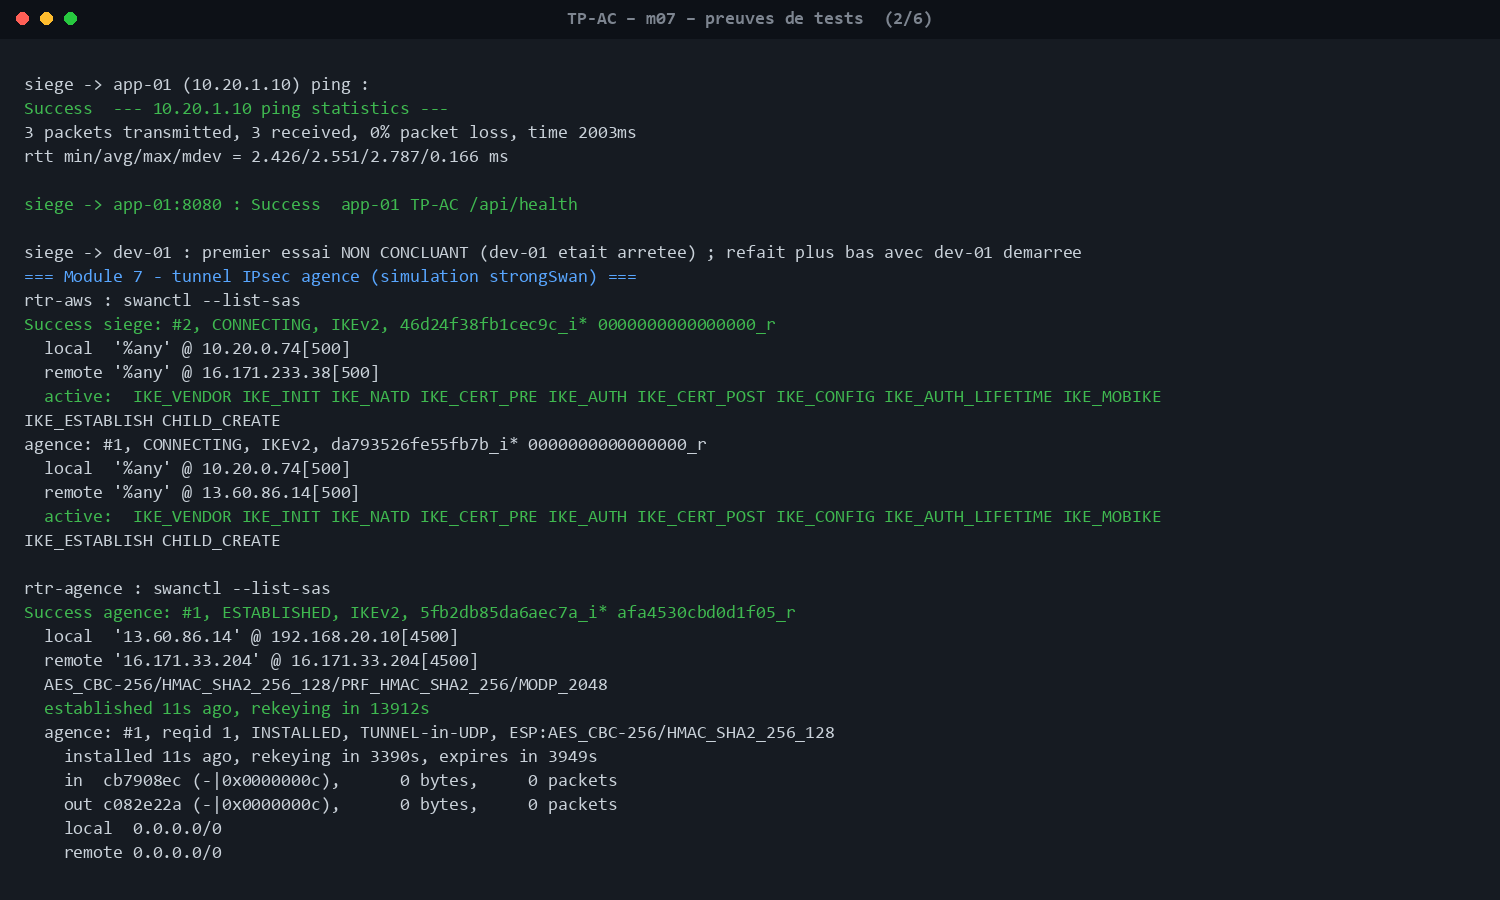 TP-AC – m07 – preuves de tests  (2/6)
siege -> app-01 (10.20.1.10) ping :
Success  --- 10.20.1.10 ping statistics ---
3 packets transmitted, 3 received, 0% packet loss, time 2003ms
rtt min/avg/max/mdev = 2.426/2.551/2.787/0.166 ms
siege -> app-01:8080 : Success  app-01 TP-AC /api/health
siege -> dev-01 : premier essai NON CONCLUANT (dev-01 etait arretee) ; refait plus bas avec dev-01 demarree
=== Module 7 - tunnel IPsec agence (simulation strongSwan) ===
rtr-aws : swanctl --list-sas
Success siege: #2, CONNECTING, IKEv2, 46d24f38fb1cec9c_i* 0000000000000000_r
  local  '%any' @ 10.20.0.74[500]
  remote '%any' @ 16.171.233.38[500]
  active:  IKE_VENDOR IKE_INIT IKE_NATD IKE_CERT_PRE IKE_AUTH IKE_CERT_POST IKE_CONFIG IKE_AUTH_LIFETIME IKE_MOBIKE
IKE_ESTABLISH CHILD_CREATE
agence: #1, CONNECTING, IKEv2, da793526fe55fb7b_i* 0000000000000000_r
  local  '%any' @ 10.20.0.74[500]
  remote '%any' @ 13.60.86.14[500]
  active:  IKE_VENDOR IKE_INIT IKE_NATD IKE_CERT_PRE IKE_AUTH IKE_CERT_POST IKE_CONFIG IKE_AUTH_LIFETIME IKE_MOBIKE
IKE_ESTABLISH CHILD_CREATE
rtr-agence : swanctl --list-sas
Success agence: #1, ESTABLISHED, IKEv2, 5fb2db85da6aec7a_i* afa4530cbd0d1f05_r
  local  '13.60.86.14' @ 192.168.20.10[4500]
  remote '16.171.33.204' @ 16.171.33.204[4500]
  AES_CBC-256/HMAC_SHA2_256_128/PRF_HMAC_SHA2_256/MODP_2048
  established 11s ago, rekeying in 13912s
  agence: #1, reqid 1, INSTALLED, TUNNEL-in-UDP, ESP:AES_CBC-256/HMAC_SHA2_256_128
    installed 11s ago, rekeying in 3390s, expires in 3949s
    in  cb7908ec (-|0x0000000c),      0 bytes,     0 packets
    out c082e22a (-|0x0000000c),      0 bytes,     0 packets
    local  0.0.0.0/0
    remote 0.0.0.0/0